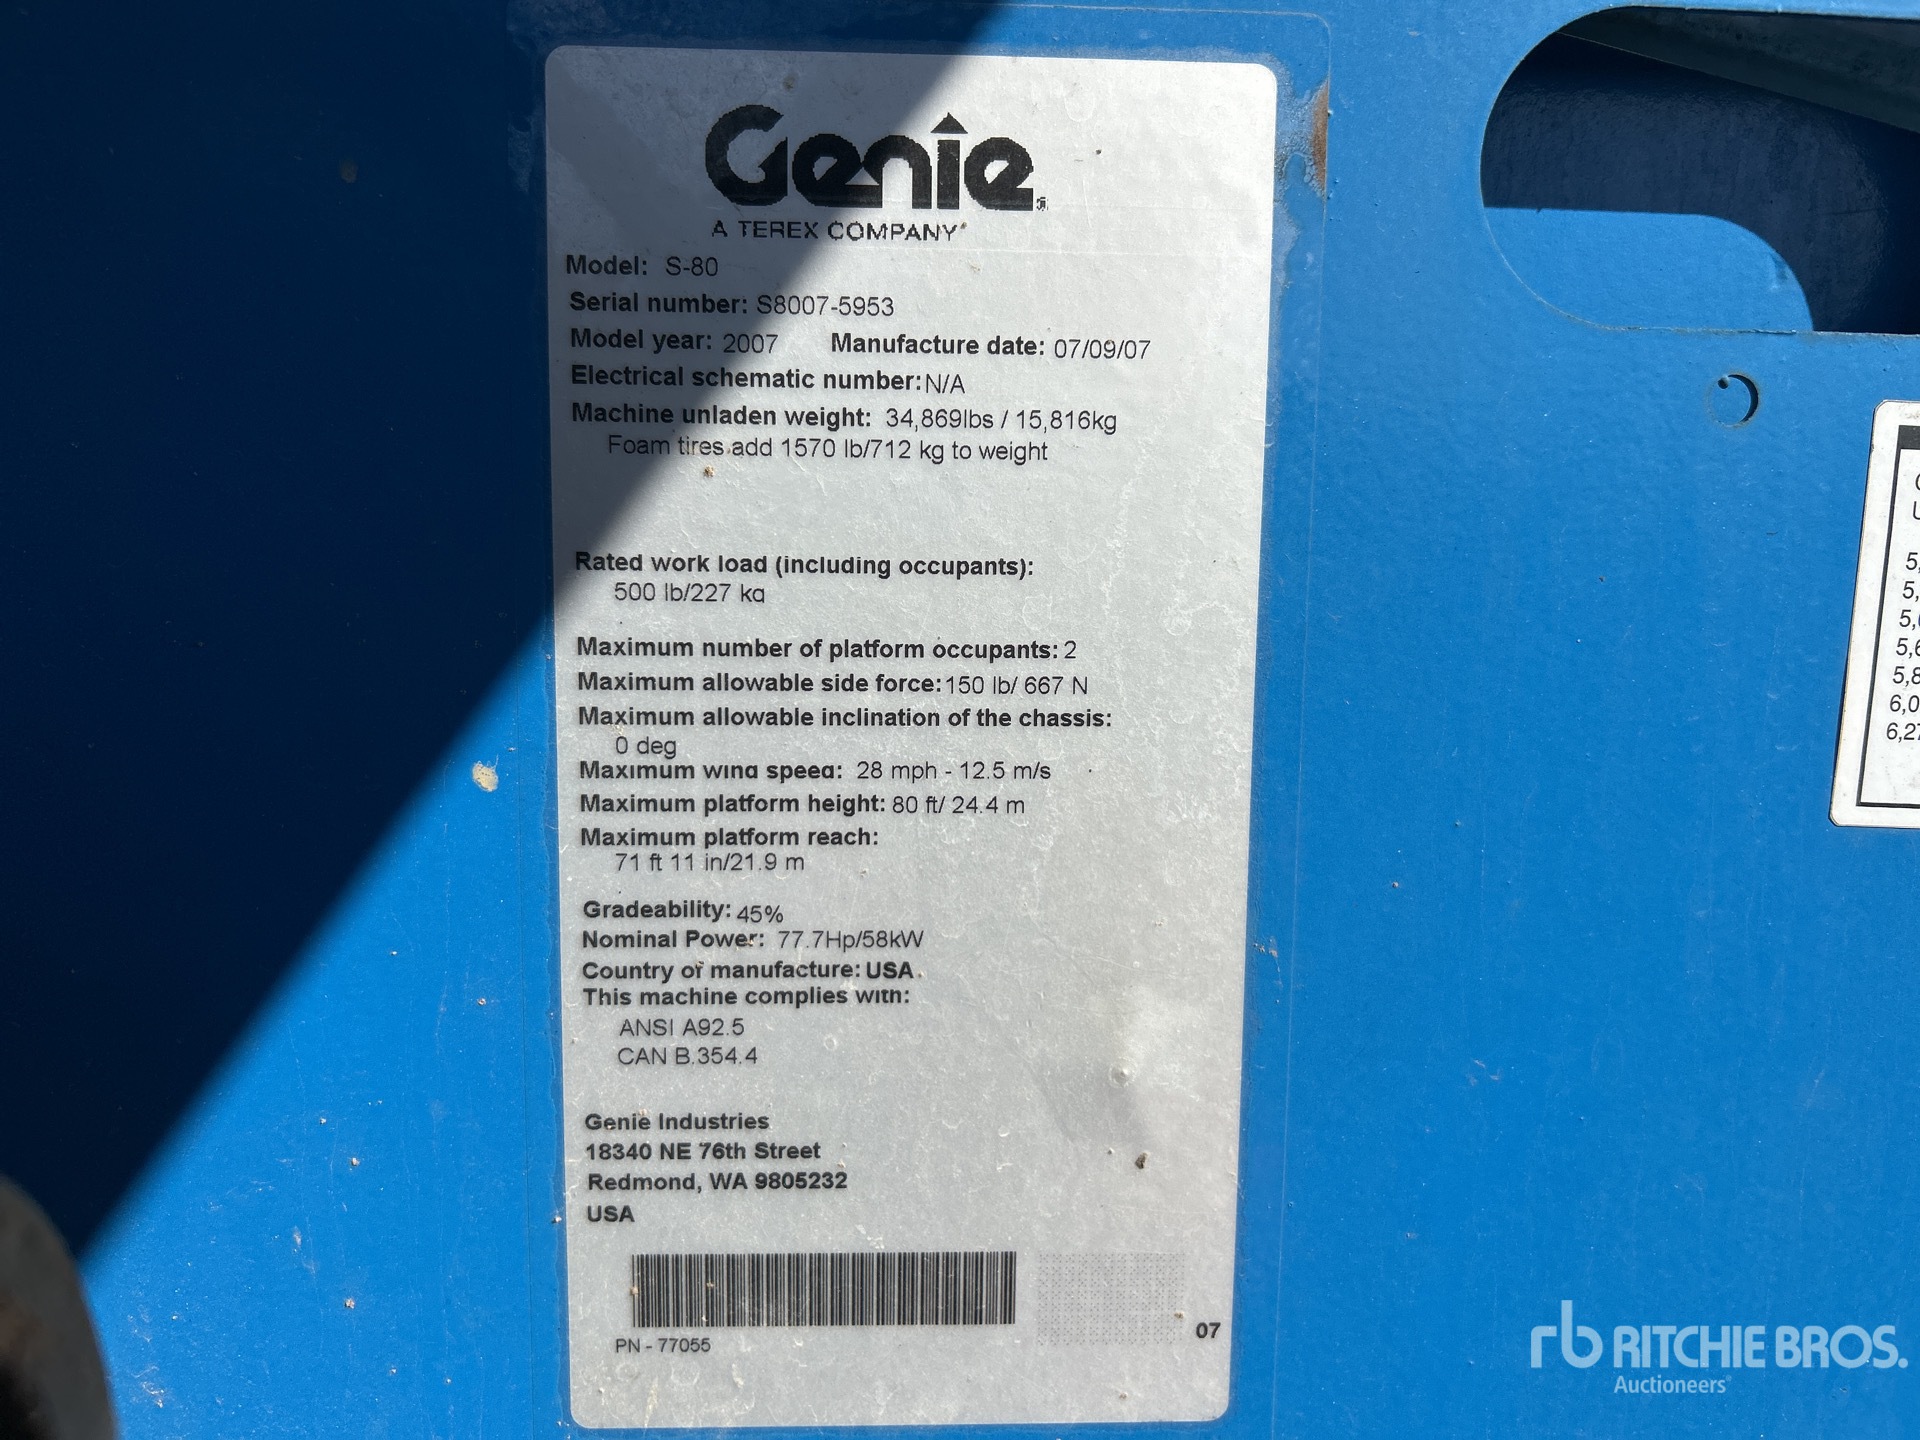 Genie
A TEREX COMPANY
Model: S-80
Serial number: S8007-5953
Model year: 2007 Manufacture date: 07/09/07
Electrical schematic number: N/A
Machine unladen weight: 34,869lbs / 15,816kg
Foam tires add 1570 lb/712 kg to weight
Rated work load (including occupants):
500 lb/227 kg
Maximum number of platform occupants: 2
Maximum allowable side force: 150 lb/ 667 N
Maximum allowable inclination of the chassis:
0 deg
Maximum wind speed: 28 mph - 12.5 m/s
Maximum platform height: 80 ft/ 24.4 m
Maximum platform reach:
71 ft 11 in/21.9 m
Gradeability: 45%
Nominal Power: 77.7Hp/58kW
Country of manufacture: USA
This machine complies with:
ANSI A92.5
CAN B.354.4
Genie Industries
18340 NE 76th Street
Redmond, WA 9805232
USA
PN - 77055
07
rb RITCHIE BROS.
Auctioneers